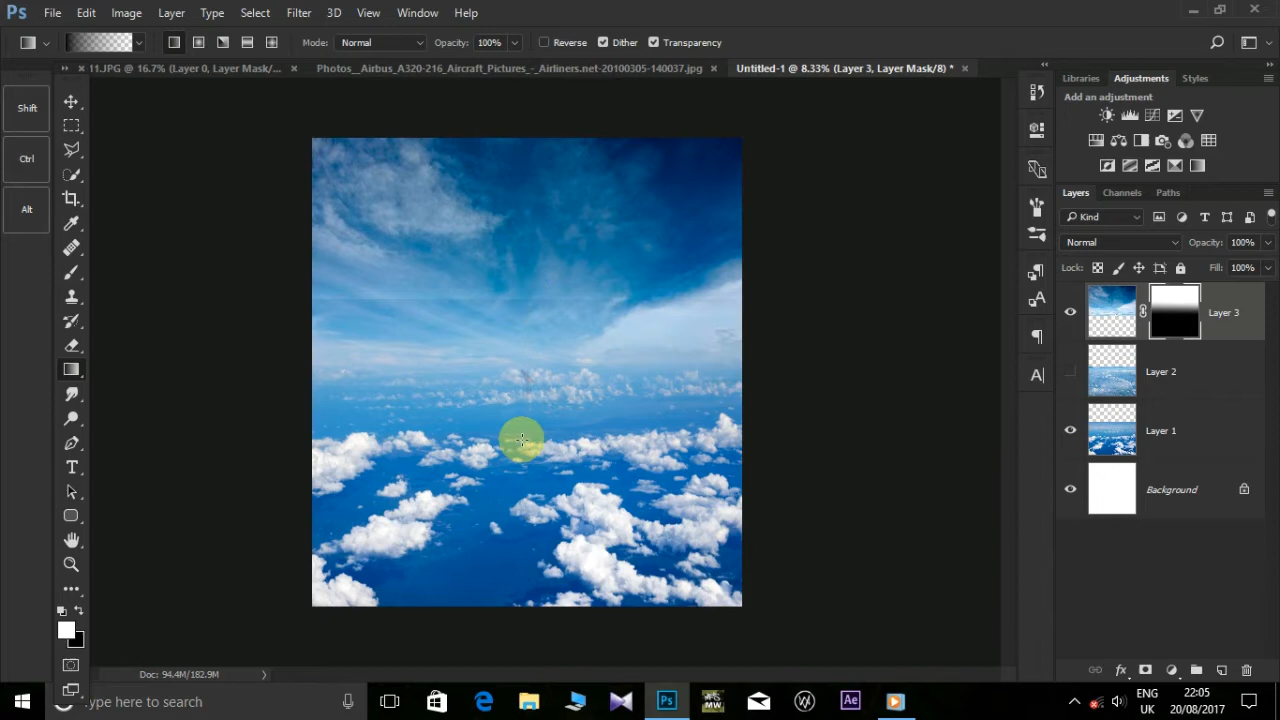 Ps File Edit Image Layer Type Select Filter 3D View Window Help
Mode: Normal Opacity: 100% Reverse Dither Transparency
11.JPG @ 16.7% (Layer 0, Layer Mask/... × Photos__Airbus_A320-216_Aircraft_Pictures_-_Airliners.net-20100305-140037.jpg × Untitled-1 @ 8.33% (Layer 3, Layer Mask/8) * ×
Libraries Adjustments Styles
Add an adjustment
Shift
Ctrl
Alt
Layers Channels Paths
Kind
Normal Opacity: 100%
Lock: Fill: 100%
Layer 3
Layer 2
Layer 1
Background
Doc: 94.4M/182.9M
Type here to search
Ps
Ae
ENG
UK
22:05
20/08/2017